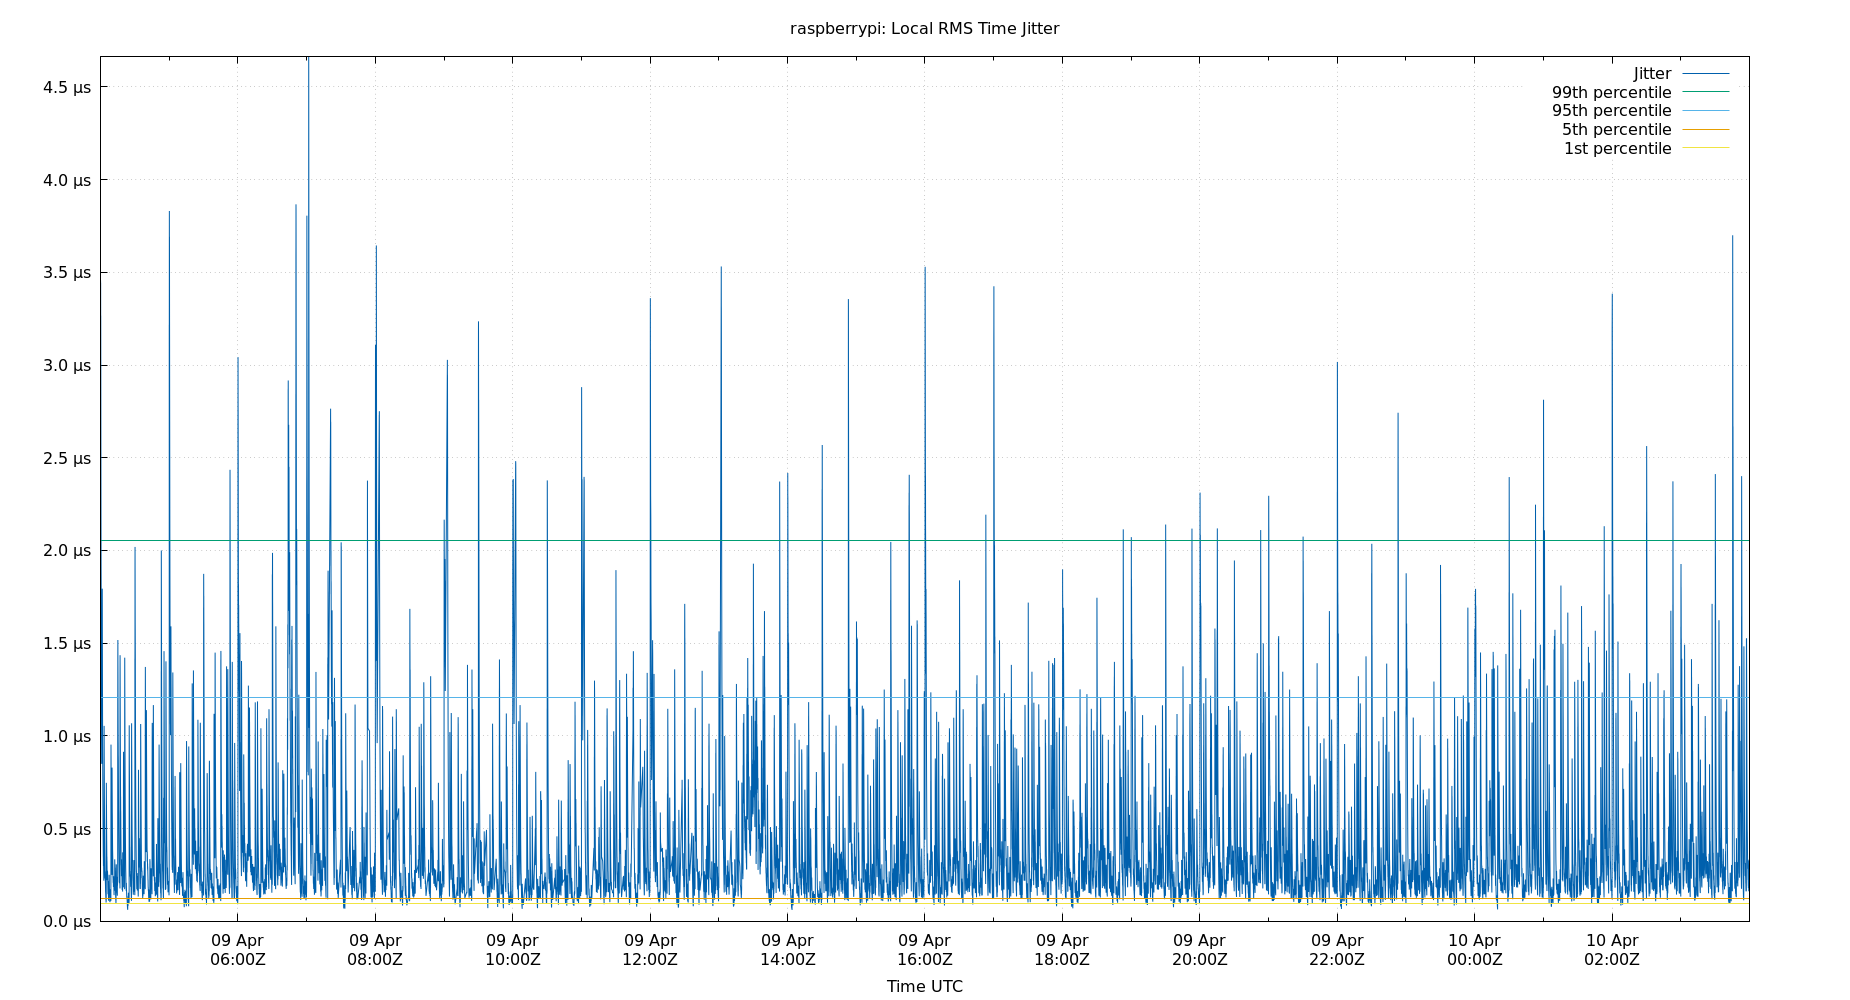 raspberrypi: Local RMS Time Jitter
Jitter
99th percentile
95th percentile
5th percentile
1st percentile
4.5 µs
4.0 µs
3.5 µs
3.0 µs
2.5 µs
2.0 µs
1.5 µs
1.0 µs
0.5 µs
0.0 µs
09 Apr 09 Apr 09 Apr 09 Apr 09 Apr 09 Apr 09 Apr 09 Apr 09 Apr 10 Apr 10 Apr
06:00Z 08:00Z 10:00Z 12:00Z 14:00Z 16:00Z 18:00Z 20:00Z 22:00Z 00:00Z 02:00Z
Time UTC